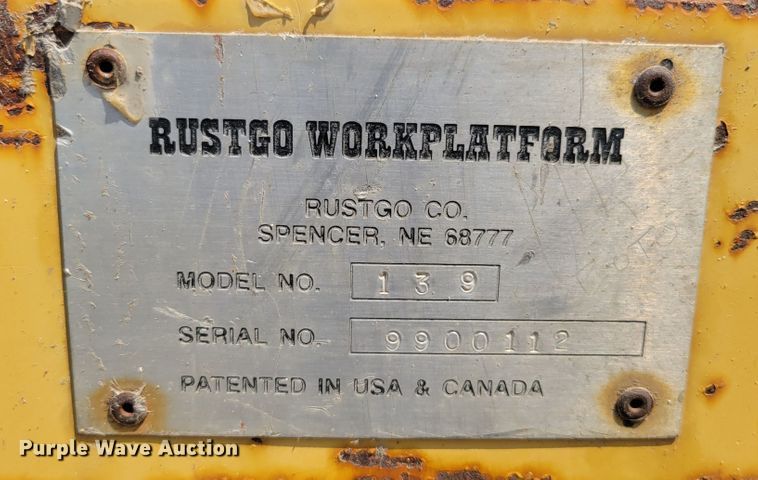 RUSTGO WORKPLATFORM
RUSTGO CO.
SPENCER, NE 68777
MODEL NO. 139
SERIAL NO. 9900112
PATENTED IN USA & CANADA
Purple Wave Auction